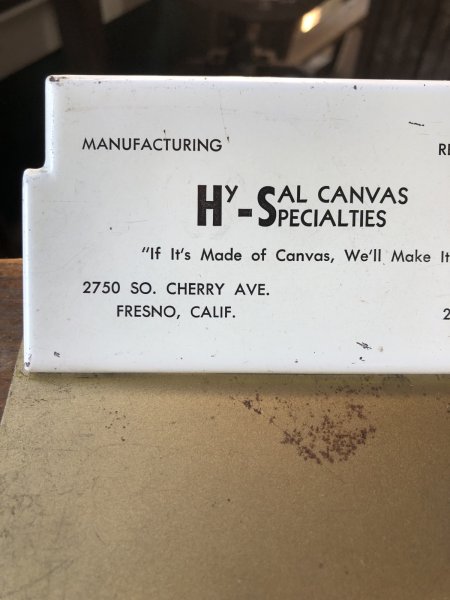 MANUFACTURING
HY-SAL CANVAS
SPECIALTIES
"If It's Made of Canvas, We'll Make It
2750 SO. CHERRY AVE.
FRESNO, CALIF.
2